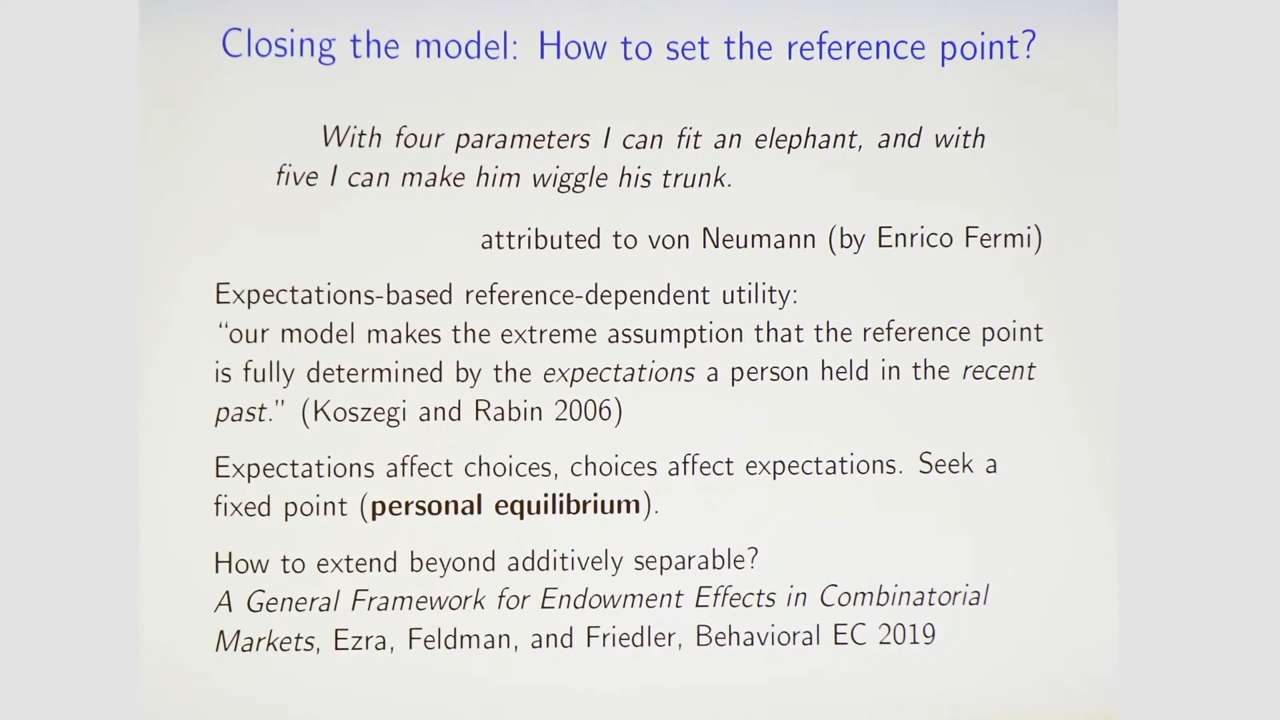 Closing the model: How to set the reference point?
With four parameters I can fit an elephant, and with
five I can make him wiggle his trunk.
attributed to von Neumann (by Enrico Fermi)
Expectations-based reference-dependent utility:
“our model makes the extreme assumption that the reference point
is fully determined by the expectations a person held in the recent
past.” (Koszegi and Rabin 2006)
Expectations affect choices, choices affect expectations. Seek a
fixed point (personal equilibrium).
How to extend beyond additively separable?
A General Framework for Endowment Effects in Combinatorial
Markets, Ezra, Feldman, and Friedler, Behavioral EC 2019